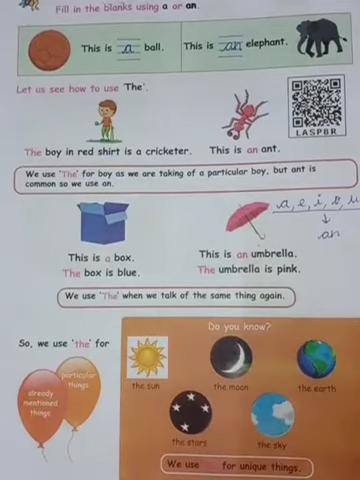 Fill in the blanks using a or an.
This is a ball.
This is an elephant.
Let us see how to use 'The'.
LASPBR
The boy in red shirt is a cricketer.
This is an ant.
We use 'The' for boy as we are taking of a particular boy, but ant is
common so we use an.
a, e, i, o, u
an
This is a box.
The box is blue.
This is an umbrella.
The umbrella is pink.
We use 'The' when we talk of the same thing again.
So, we use 'the' for
particular
things
already
mentioned
things
Do you know?
the sun
the moon
the earth
the stars
the sky
We use for unique things.